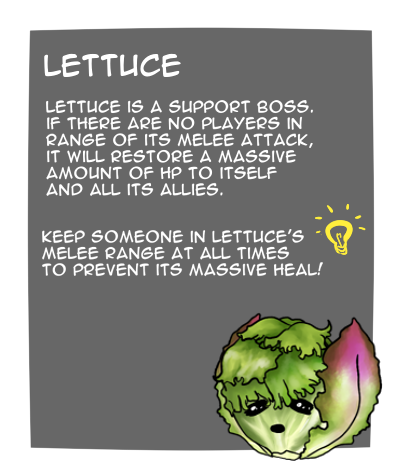 LETTUCE
LETTUCE IS A SUPPORT BOSS.
IF THERE ARE NO PLAYERS IN
RANGE OF ITS MELEE ATTACK,
IT WILL RESTORE A MASSIVE
AMOUNT OF HP TO ITSELF
AND ALL ITS ALLIES.
KEEP SOMEONE IN LETTUCE'S
MELEE RANGE AT ALL TIMES
TO PREVENT ITS MASSIVE HEAL!